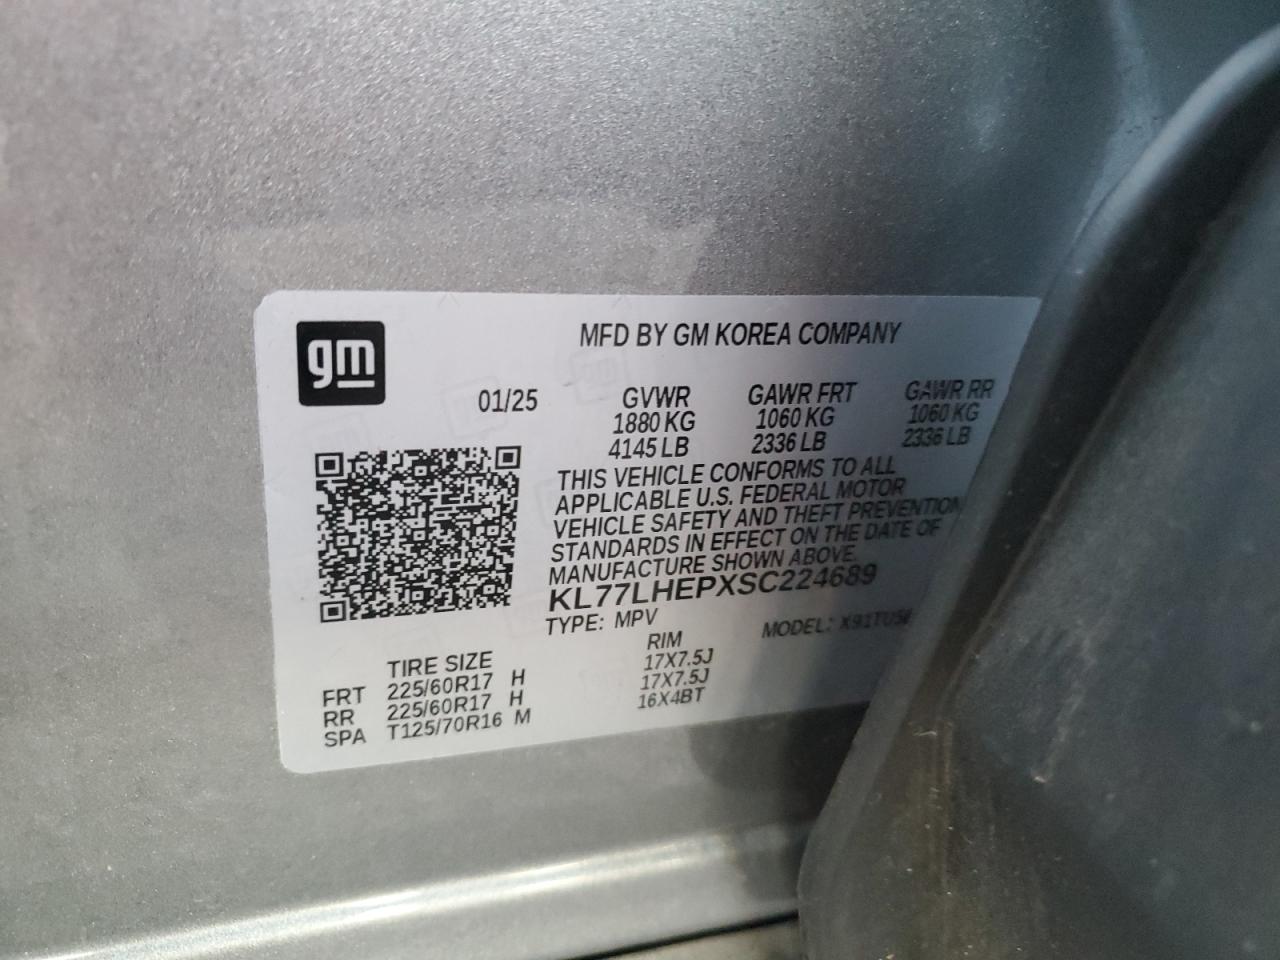 gm
MFD BY GM KOREA COMPANY
01/25
GVWR GAWR FRT GAWR RR
1880 KG 1060 KG 1060 KG
4145 LB 2336 LB 2336 LB
THIS VEHICLE CONFORMS TO ALL
APPLICABLE U.S. FEDERAL MOTOR
VEHICLE SAFETY AND THEFT PREVENTION
STANDARDS IN EFFECT ON THE DATE OF
MANUFACTURE SHOWN ABOVE.
KL77LHEPXSC224689
TYPE: MPV MODEL:
TIRE SIZE RIM
FRT 225/60R17 H 17X7.5J
RR 225/60R17 H 17X7.5J
SPA T125/70R16 M 16X4BT